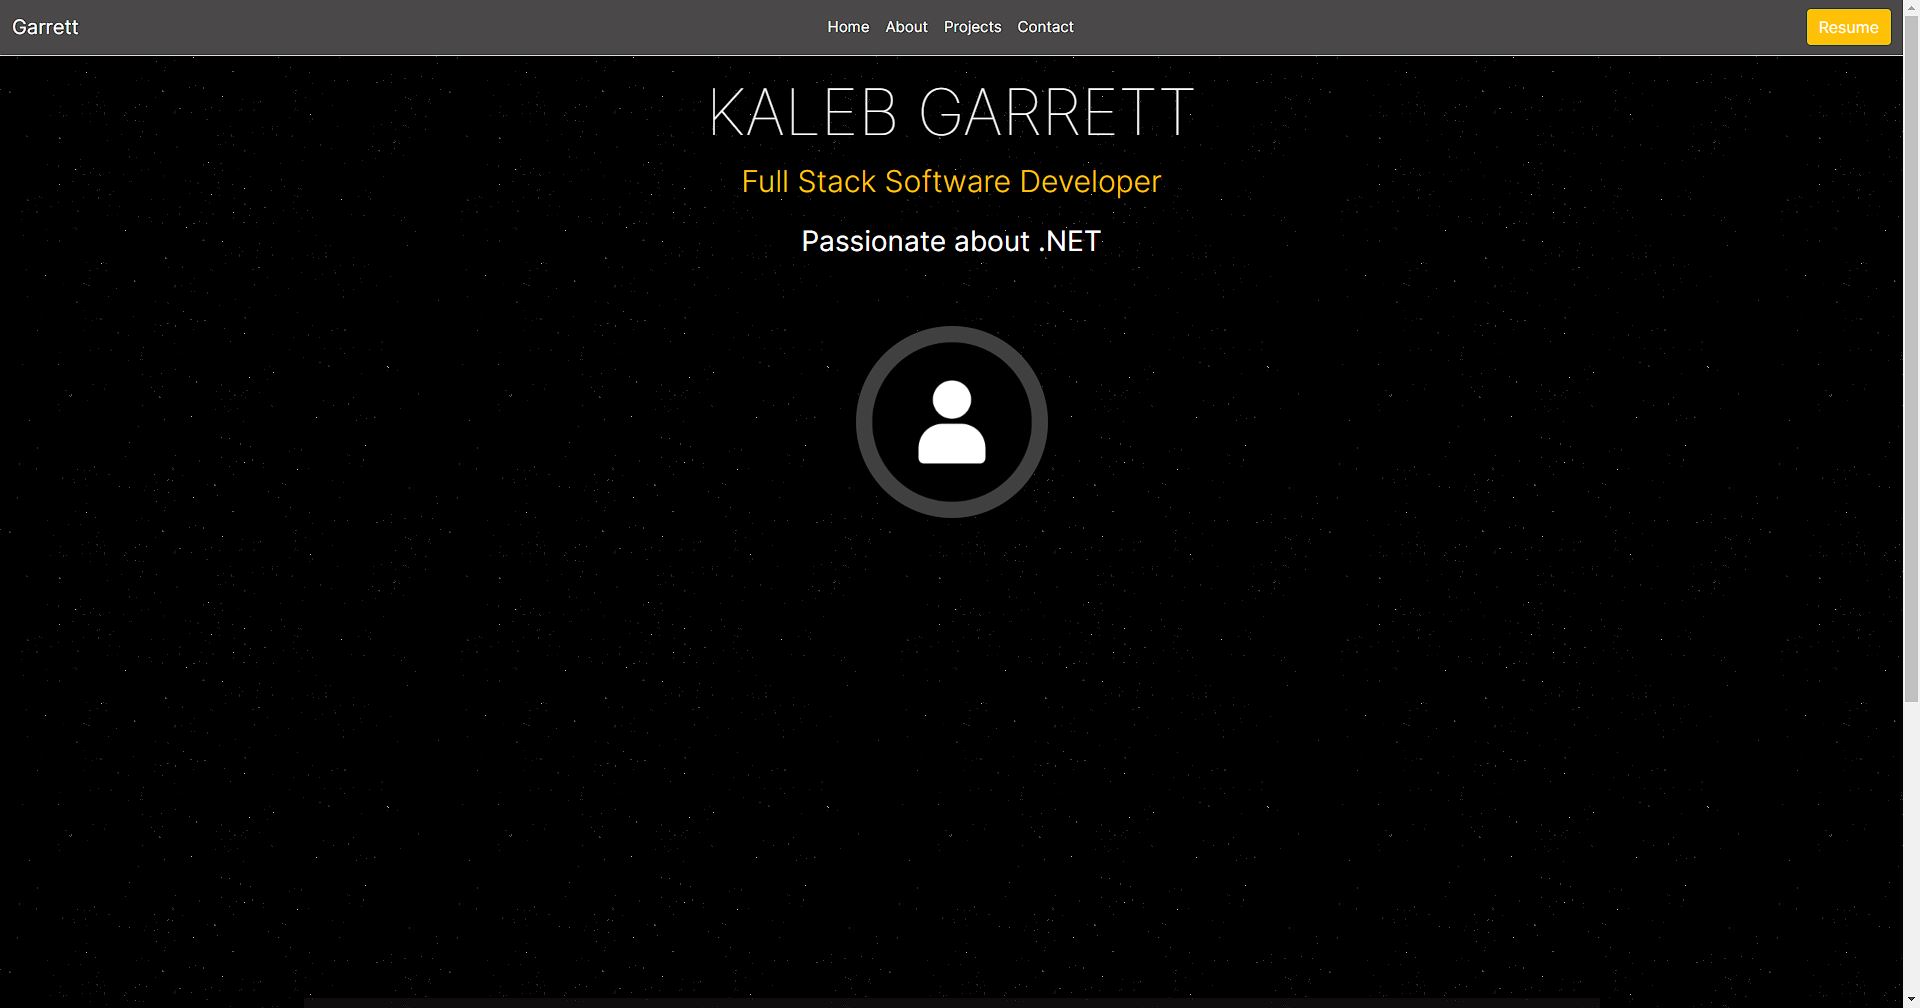 Garrett
Home About Projects Contact
Resume
KALEB GARRETT
Full Stack Software Developer
Passionate about .NET